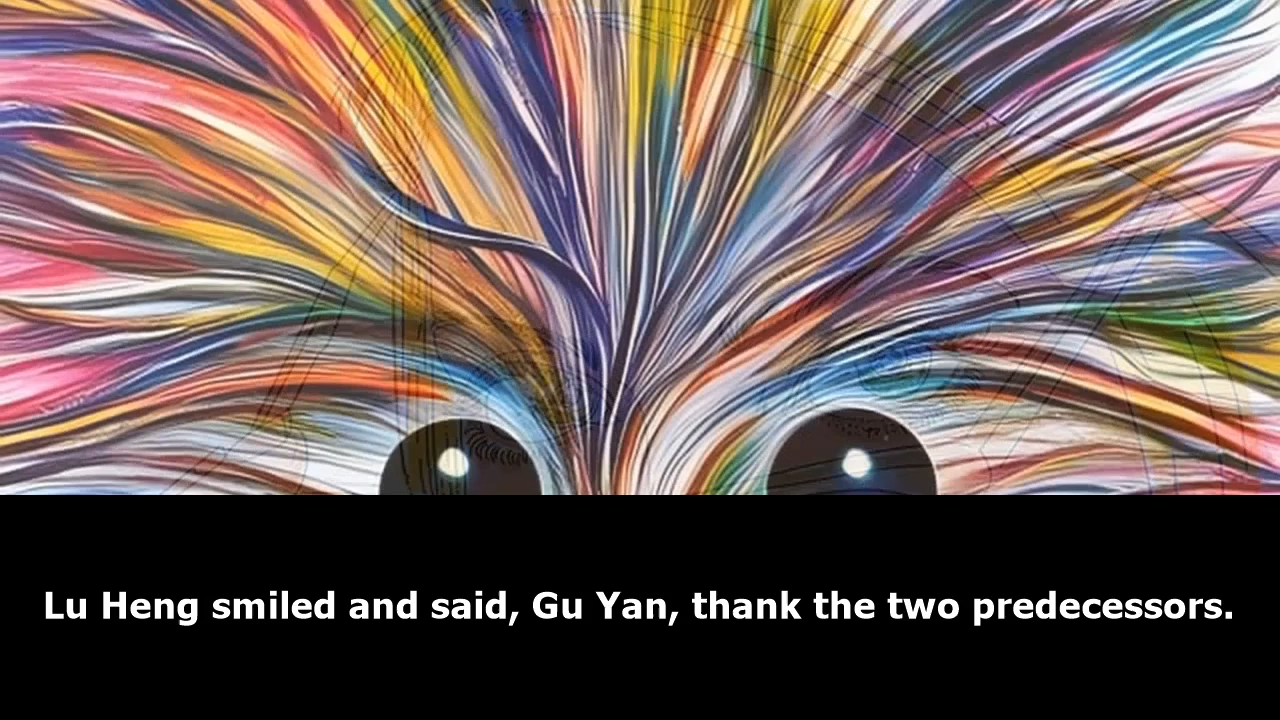 Lu Heng smiled and said, Gu Yan, thank the two predecessors.